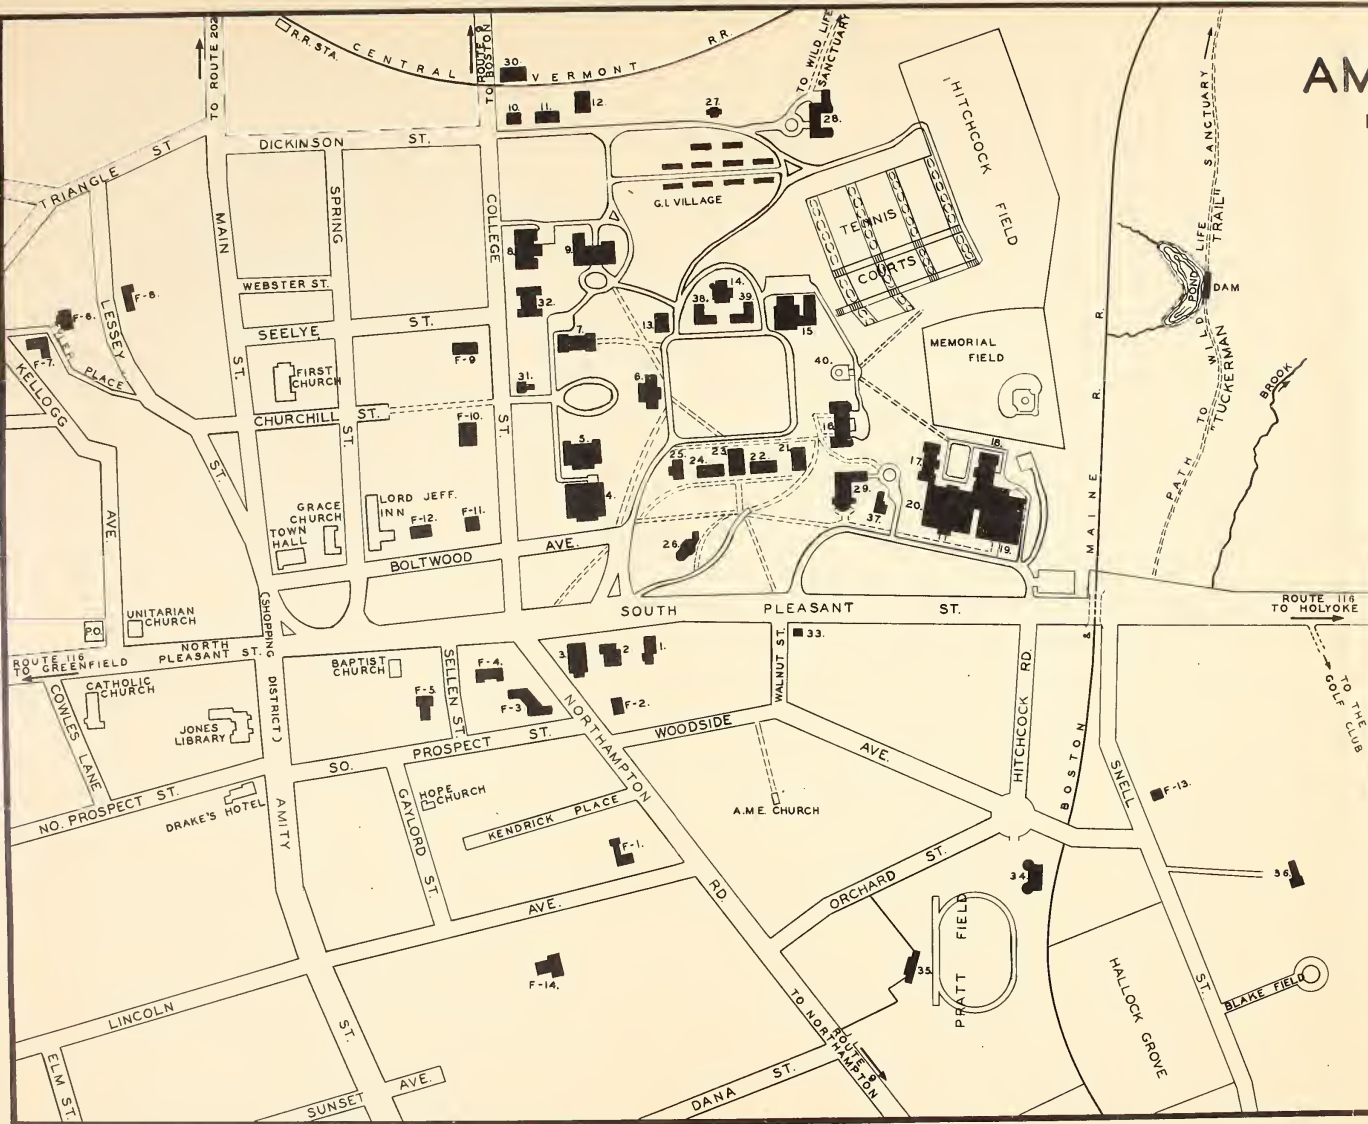 AM
TO ROUTE 202
R.R. STA.
CENTRAL VERMONT RR.
TO ROUTE 9
TO BOSTON
TO WILD LIFE
SANCTUARY
30.
10.
11.
12.
27.
28.
HITCHCOCK FIELD
TRIANGLE ST
DICKINSON ST.
G.I. VILLAGE
TENNIS
COURTS
MAIN
ST.
SPRING
ST.
COLLEGE
ST.
WEBSTER ST.
SEELYE ST.
CHURCHILL ST.
FIRST
CHURCH
LESSEY
ST.
PLACE
KELLOGG
AVE.
F-8.
F-6.
F-7.
F-9
F-10.
F-11.
F-12.
8.
9.
32.
7.
13.
14.
38.
39.
15.
31.
6.
5.
4.
40.
16.
25.
24.
23.
22.
21.
26.
29.
37.
17.
18.
20.
19.
MEMORIAL
FIELD
POND
DAM
PATH TO WILD LIFE SANCTUARY
"TUCKERMAN TRAIL"
BROOK
BOSTON & MAINE R. R.
GRACE
CHURCH
TOWN
HALL
LORD JEFF.
INN
BOLTWOOD AVE.
SOUTH PLEASANT ST.
ROUTE 116
TO HOLYOKE
TO THE
GOLF CLUB
P.O.
UNITARIAN
CHURCH
NORTH
PLEASANT ST.
ROUTE 116
TO GREENFIELD
(SHOPPING DISTRICT)
CATHOLIC
CHURCH
COWLES LANE
JONES
LIBRARY
BAPTIST
CHURCH
SELLEN ST.
F-5.
F-4.
F-3
3.
2
1.
F-2.
33.
WALNUT ST.
HITCHCOCK RD.
WOODSIDE AVE.
NORTHAMPTON RD.
SO. PROSPECT ST.
NO. PROSPECT ST.
DRAKE'S HOTEL
AMITY
ST.
GAYLORD ST.
HOPE
CHURCH
KENDRICK PLACE
F-1.
A.M.E. CHURCH
SNELL
ST.
F-13.
36.
34.
ORCHARD ST.
PRATT FIELD
35.
HALLOCK GROVE
BLAKE FIELD
LINCOLN AVE.
F-14.
ELM ST.
SUNSET AVE.
DANA ST.
ROUTE 9
TO NORTHAMPTON